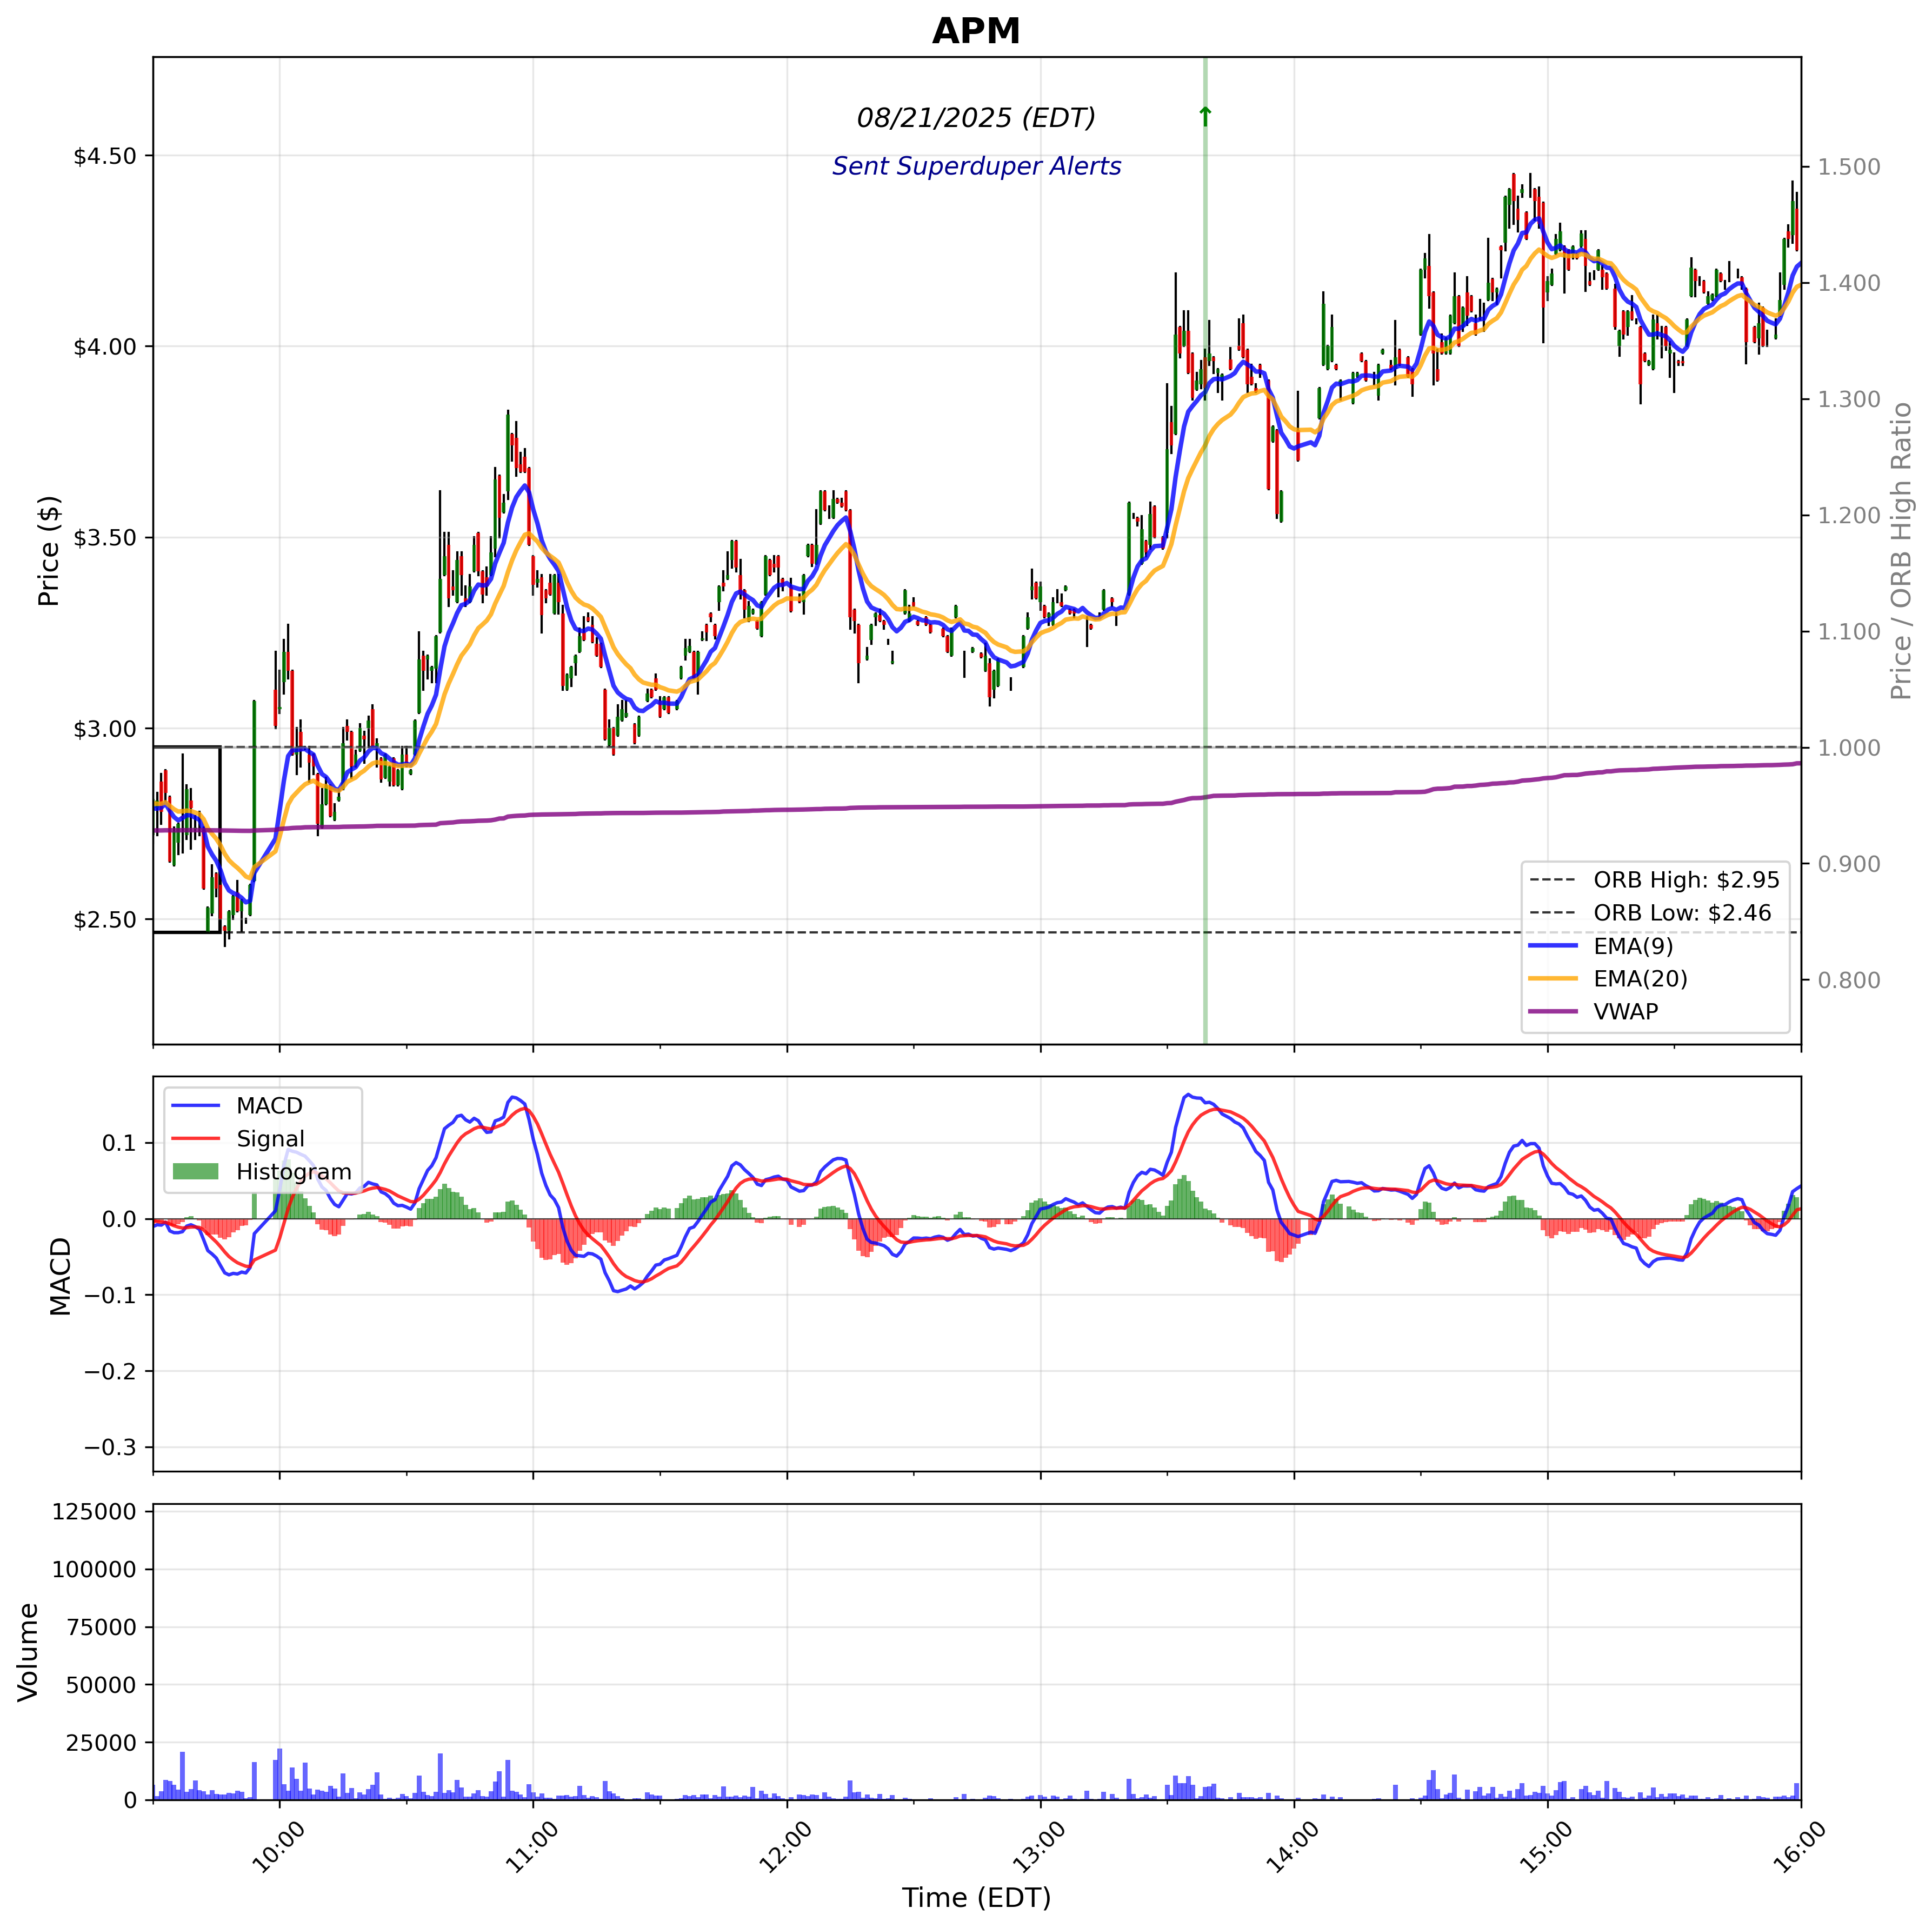 APM
08/21/2025 (EDT)
↑
Sent Superduper Alerts
Price ($)
$4.50
$4.00
$3.50
$3.00
$2.50
Price / ORB High Ratio
1.500
1.400
1.300
1.200
1.100
1.000
0.900
0.800
ORB High: $2.95
ORB Low: $2.46
EMA(9)
EMA(20)
VWAP
MACD
0.1
0.0
−0.1
−0.2
−0.3
MACD
Signal
Histogram
Volume
125000
100000
75000
50000
25000
0
10:00
11:00
12:00
13:00
14:00
15:00
16:00
Time (EDT)